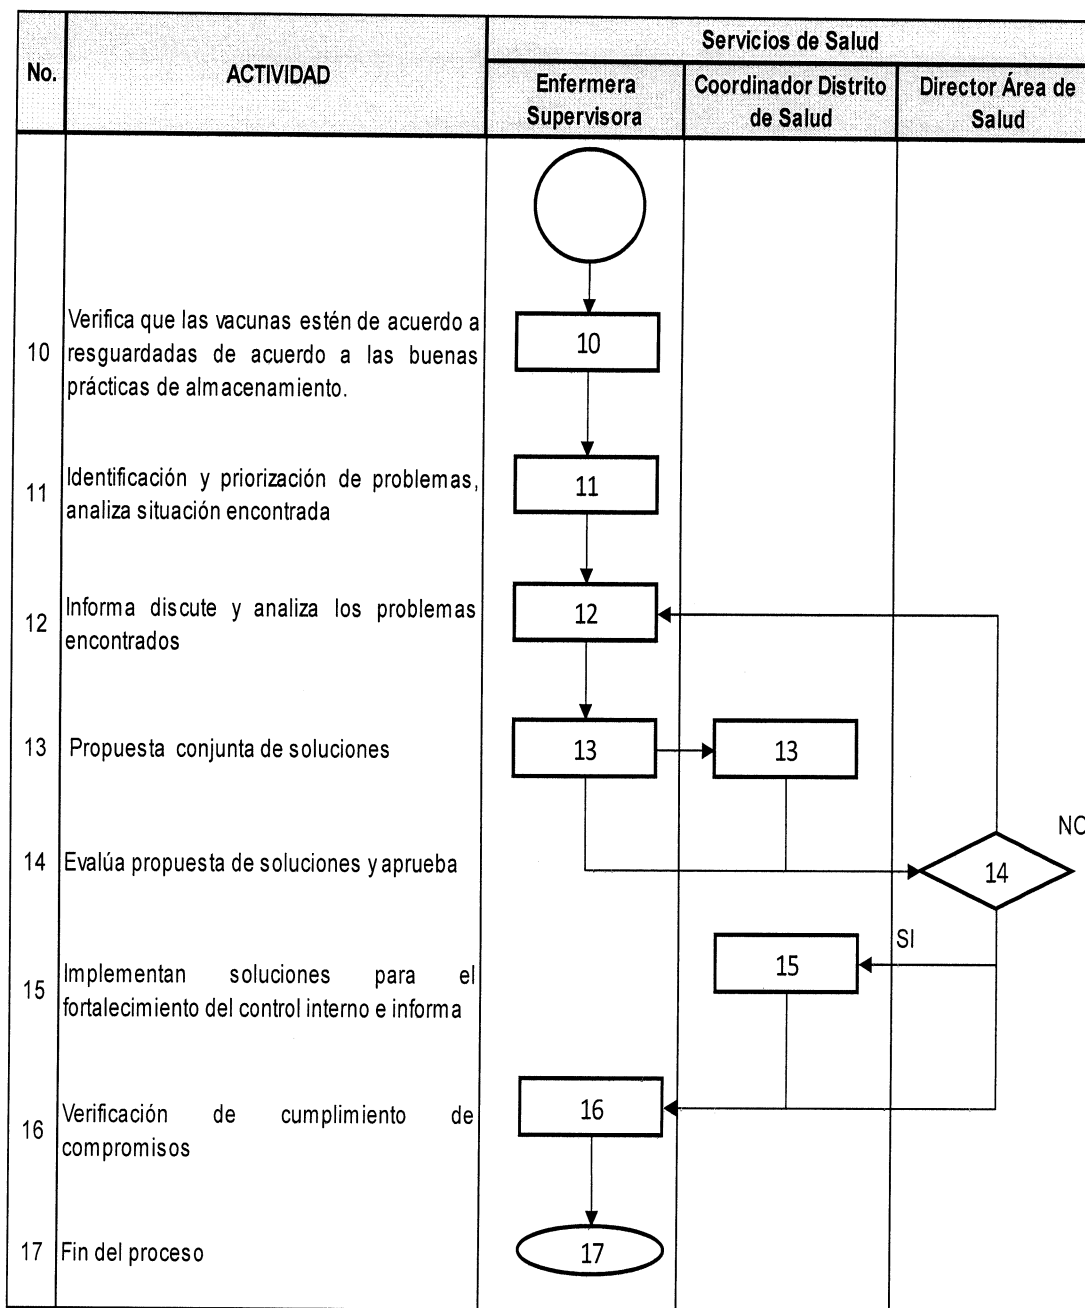 Servicios de Salud
No.
ACTIVIDAD
Enfermera
Supervisora
Coordinador Distrito
de Salud
Director Área de
Salud
10
Verifica que las vacunas estén de acuerdo a
resguardadas de acuerdo a las buenas
prácticas de almacenamiento.
10
11
Identificación y priorización de problemas,
analiza situación encontrada
11
12
Informa discute y analiza los problemas
encontrados
12
13
Propuesta conjunta de soluciones
13
13
NO
14
Evalúa propuesta de soluciones y aprueba
14
SI
15
Implementan soluciones para el
fortalecimiento del control interno e informa
15
16
Verificación de cumplimiento de
compromisos
16
17
Fin del proceso
17